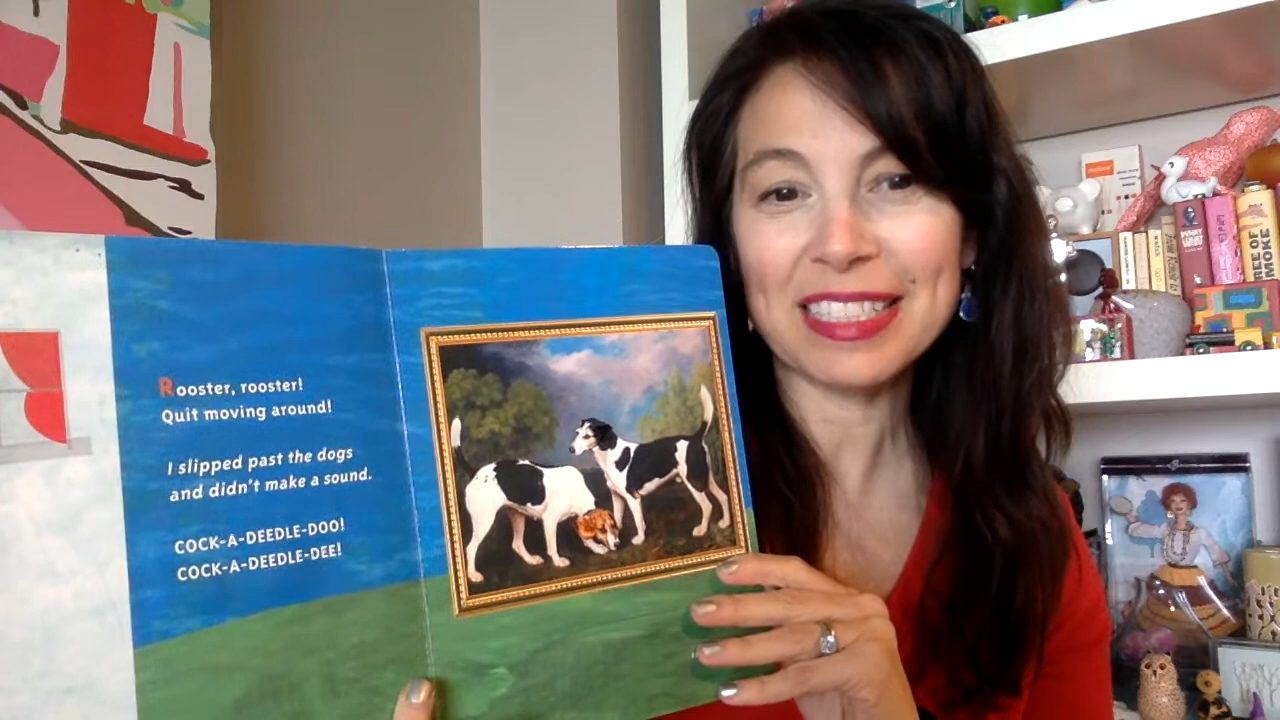 Rooster, rooster!
Quit moving around!
I slipped past the dogs
and didn't make a sound.
COCK-A-DEEDLE-DOO!
COCK-A-DEEDLE-DEE!